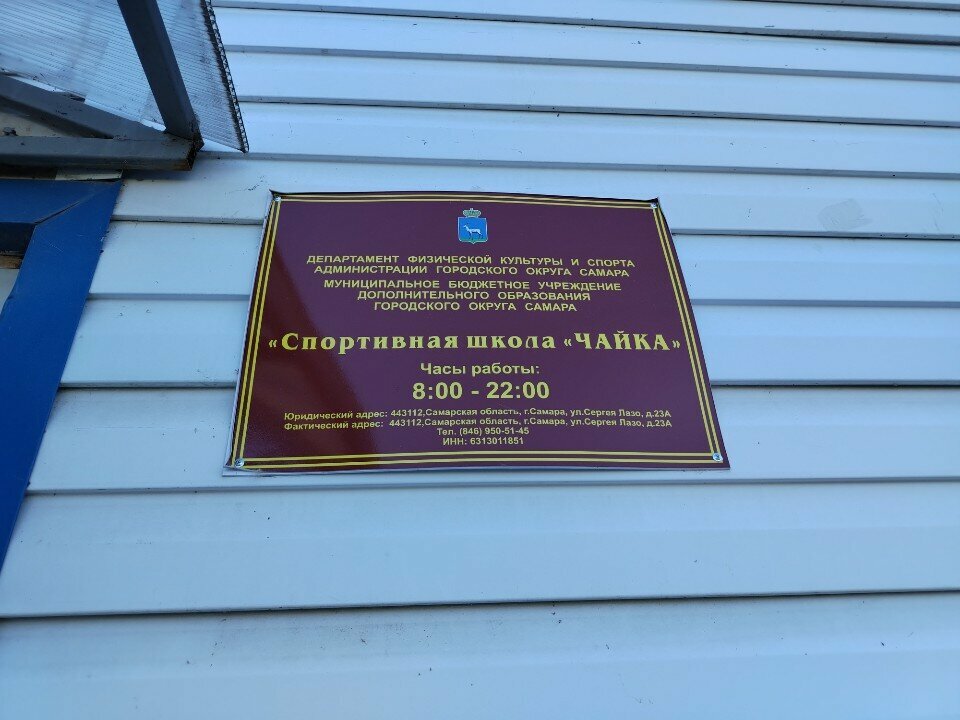 ДЕПАРТАМЕНТ ФИЗИЧЕСКОЙ КУЛЬТУРЫ И СПОРТА
АДМИНИСТРАЦИИ ГОРОДСКОГО ОКРУГА САМАРА
МУНИЦИПАЛЬНОЕ БЮДЖЕТНОЕ УЧРЕЖДЕНИЕ
ДОПОЛНИТЕЛЬНОГО ОБРАЗОВАНИЯ
ГОРОДСКОГО ОКРУГА САМАРА
«Спортивная школа «ЧАЙКА»
Часы работы:
8:00 - 22:00
Юридический адрес: 443112,Самарская область, г.Самара, ул.Сергея Лазо, д.23А
Фактический адрес: 443112,Самарская область, г.Самара, ул.Сергея Лазо, д.23А
Тел. (846) 950-51-45
ИНН: 6313011851